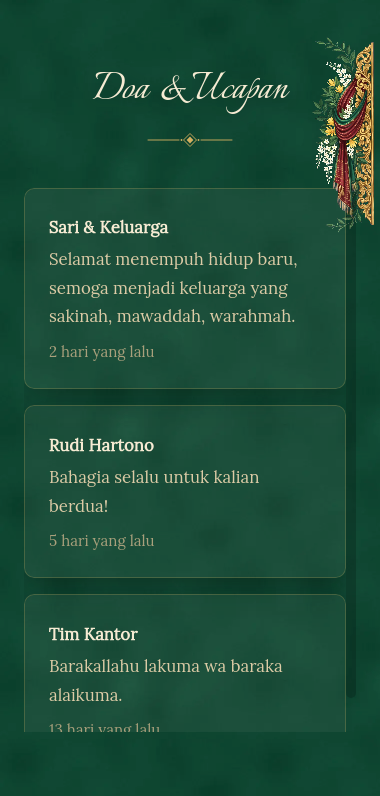 Doa & Ucapan
Sari & Keluarga
Selamat menempuh hidup baru,
semoga menjadi keluarga yang
sakinah, mawaddah, warahmah.
2 hari yang lalu
Rudi Hartono
Bahagia selalu untuk kalian
berdua!
5 hari yang lalu
Tim Kantor
Barakallahu lakuma wa baraka
alaikuma.
13 hari yang lalu